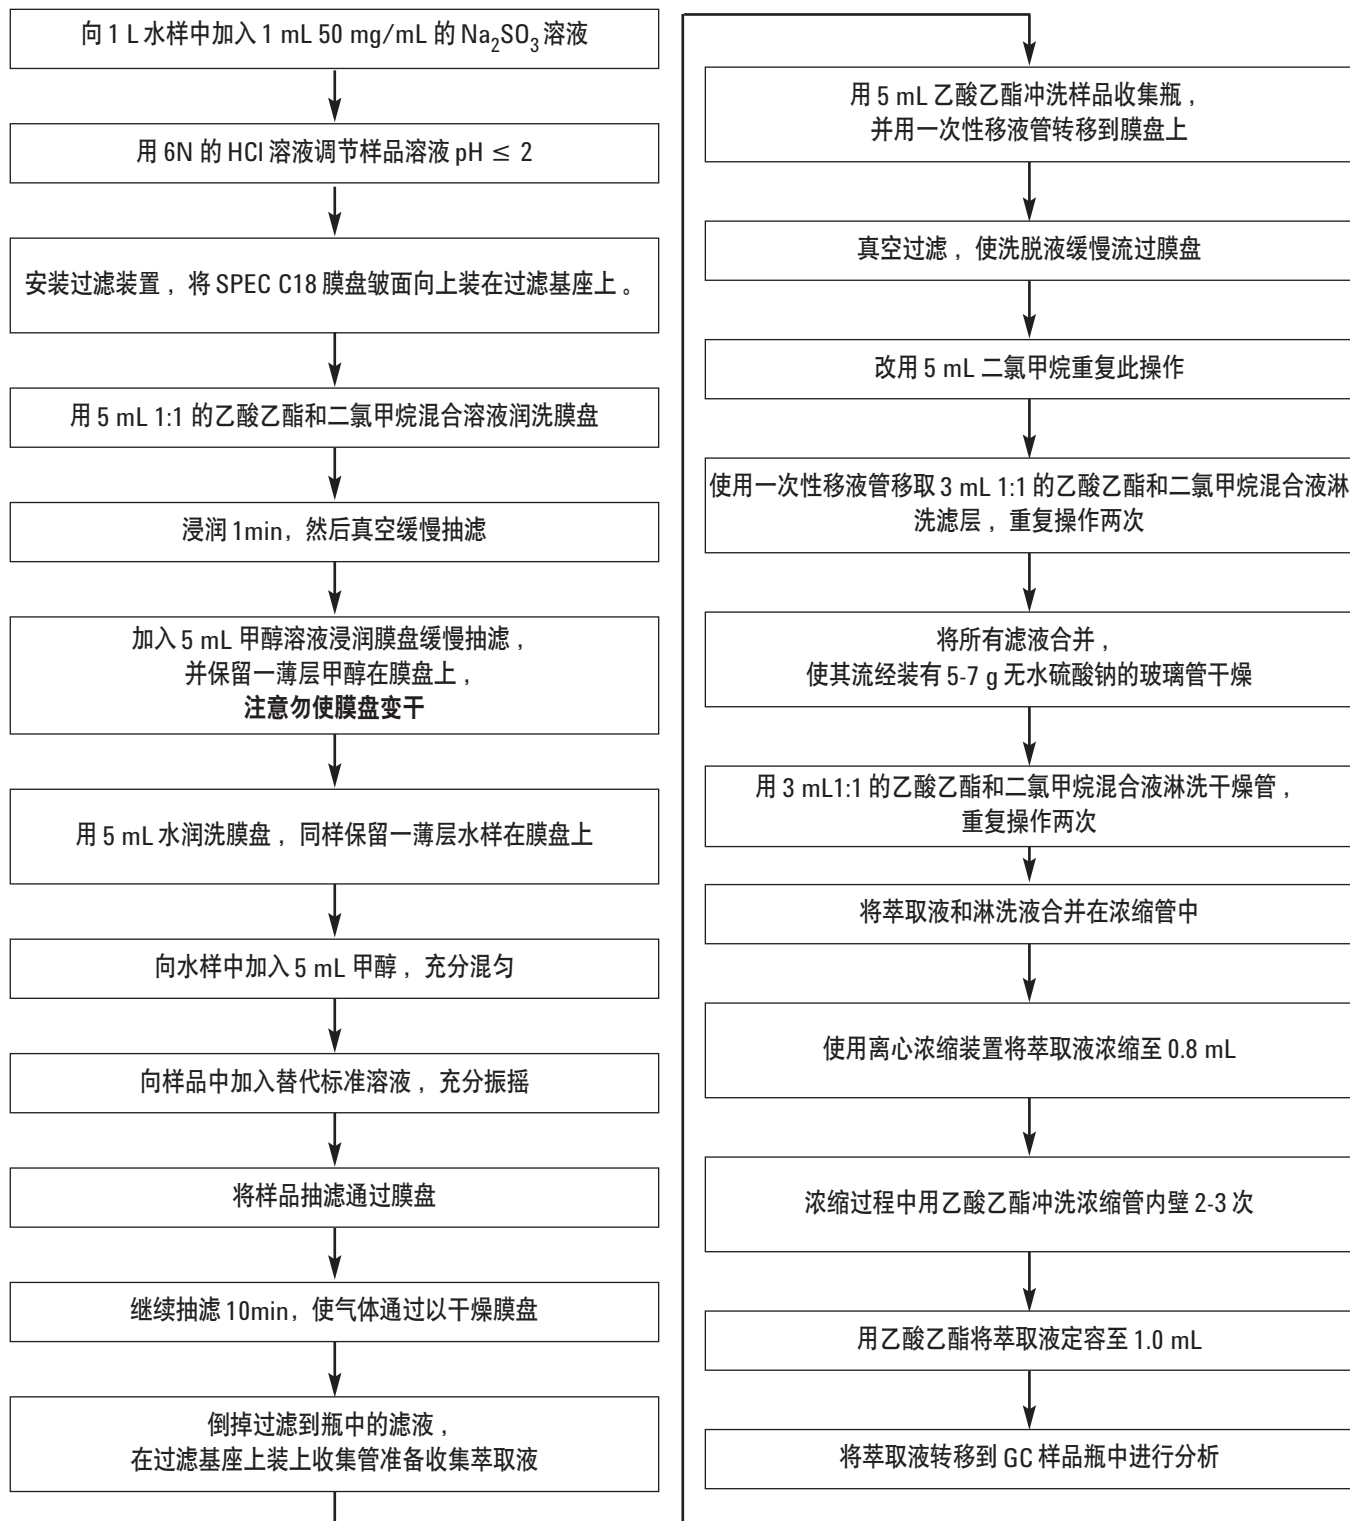 向 1 L 水样中加入 1 mL 50 mg/mL 的 Na₂SO₃ 溶液
用 6N 的 HCl 溶液调节样品溶液 pH ≤ 2
安装过滤装置，将 SPEC C18 膜盘皱面向上装在过滤基座上。
用 5 mL 1:1 的乙酸乙酯和二氯甲烷混合溶液润洗膜盘
浸润 1min，然后真空缓慢抽滤
加入 5 mL 甲醇溶液浸润膜盘缓慢抽滤，
并保留一薄层甲醇在膜盘上，
注意勿使膜盘变干
用 5 mL 水润洗膜盘，同样保留一薄层水样在膜盘上
向水样中加入 5 mL 甲醇，充分混匀
向样品中加入替代标准溶液，充分振摇
将样品抽滤通过膜盘
继续抽滤 10min，使气体通过以干燥膜盘
倒掉过滤到瓶中的滤液，
在过滤基座上装上收集管准备收集萃取液
用 5 mL 乙酸乙酯冲洗样品收集瓶，
并用一次性移液管转移到膜盘上
真空过滤，使洗脱液缓慢流过膜盘
改用 5 mL 二氯甲烷重复此操作
使用一次性移液管移取 3 mL 1:1 的乙酸乙酯和二氯甲烷混合液淋
洗滤层，重复操作两次
将所有滤液合并，
使其流经装有 5-7 g 无水硫酸钠的玻璃管干燥
用 3 mL1:1 的乙酸乙酯和二氯甲烷混合液淋洗干燥管，
重复操作两次
将萃取液和淋洗液合并在浓缩管中
使用离心浓缩装置将萃取液浓缩至 0.8 mL
浓缩过程中用乙酸乙酯冲洗浓缩管内壁 2-3 次
用乙酸乙酯将萃取液定容至 1.0 mL
将萃取液转移到 GC 样品瓶中进行分析